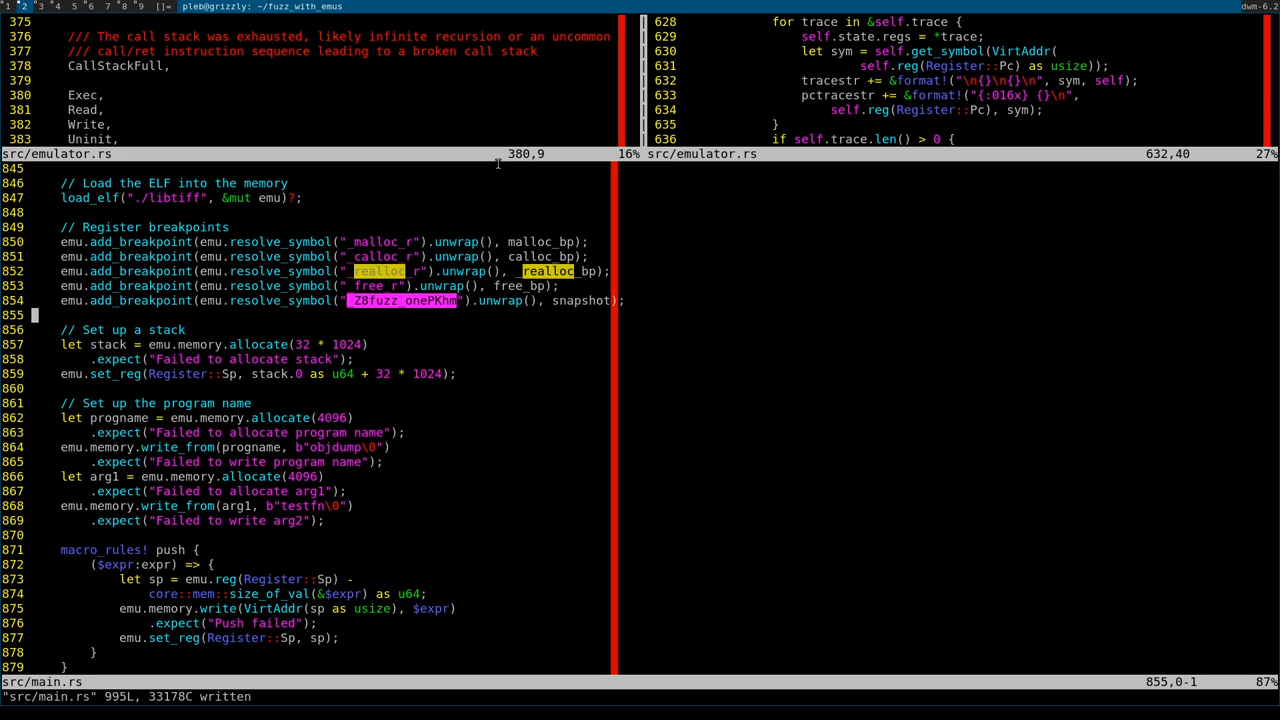 1 2 3 4 5 6 7 8 9 []= pleb@grizzly: ~/fuzz_with_emus dwm-6.2
375
376 /// The call stack was exhausted, likely infinite recursion or an uncommon
377 /// call/ret instruction sequence leading to a broken call stack
378 CallStackFull,
379
380 Exec,
381 Read,
382 Write,
383 Uninit,
src/emulator.rs 380,9 16%
628 for trace in &self.trace {
629 self.state.regs = *trace;
630 let sym = self.get_symbol(VirtAddr(
631 self.reg(Register::Pc) as usize));
632 tracestr += &format!("\n{}\n{}\n", sym, self);
633 pctracestr += &format!("{:016x} {}\n",
634 self.reg(Register::Pc), sym);
635 }
636 if self.trace.len() > 0 {
src/emulator.rs 632,40 27%
845
846 // Load the ELF into the memory
847 load_elf("./libtiff", &mut emu)?;
848
849 // Register breakpoints
850 emu.add_breakpoint(emu.resolve_symbol("_malloc_r").unwrap(), malloc_bp);
851 emu.add_breakpoint(emu.resolve_symbol("_calloc_r").unwrap(), calloc_bp);
852 emu.add_breakpoint(emu.resolve_symbol("_realloc_r").unwrap(), _realloc_bp);
853 emu.add_breakpoint(emu.resolve_symbol("_free_r").unwrap(), free_bp);
854 emu.add_breakpoint(emu.resolve_symbol("_Z8fuzz_onePKhm").unwrap(), snapshot);
855
856 // Set up a stack
857 let stack = emu.memory.allocate(32 * 1024)
858 .expect("Failed to allocate stack");
859 emu.set_reg(Register::Sp, stack.0 as u64 + 32 * 1024);
860
861 // Set up the program name
862 let progname = emu.memory.allocate(4096)
863 .expect("Failed to allocate program name");
864 emu.memory.write_from(progname, b"objdump\0")
865 .expect("Failed to write program name");
866 let arg1 = emu.memory.allocate(4096)
867 .expect("Failed to allocate arg1");
868 emu.memory.write_from(arg1, b"testfn\0")
869 .expect("Failed to write arg2");
870
871 macro_rules! push {
872 ($expr:expr) => {
873 let sp = emu.reg(Register::Sp) -
874 core::mem::size_of_val(&$expr) as u64;
875 emu.memory.write(VirtAddr(sp as usize), $expr)
876 .expect("Push failed");
877 emu.set_reg(Register::Sp, sp);
878 }
879 }
src/main.rs 855,0-1 87%
"src/main.rs" 995L, 33178C written